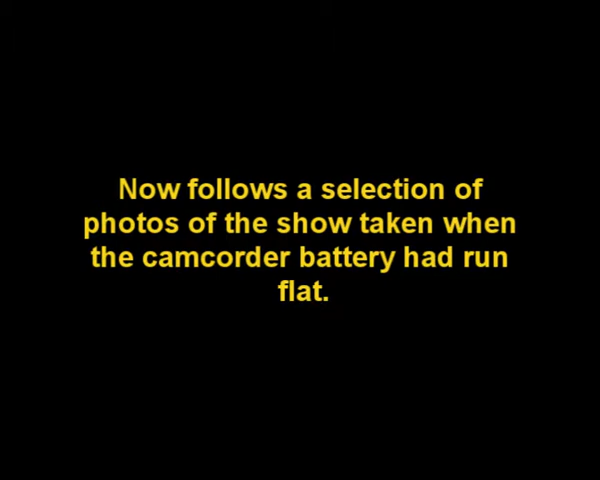 Now follows a selection of
photos of the show taken when
the camcorder battery had run
flat.